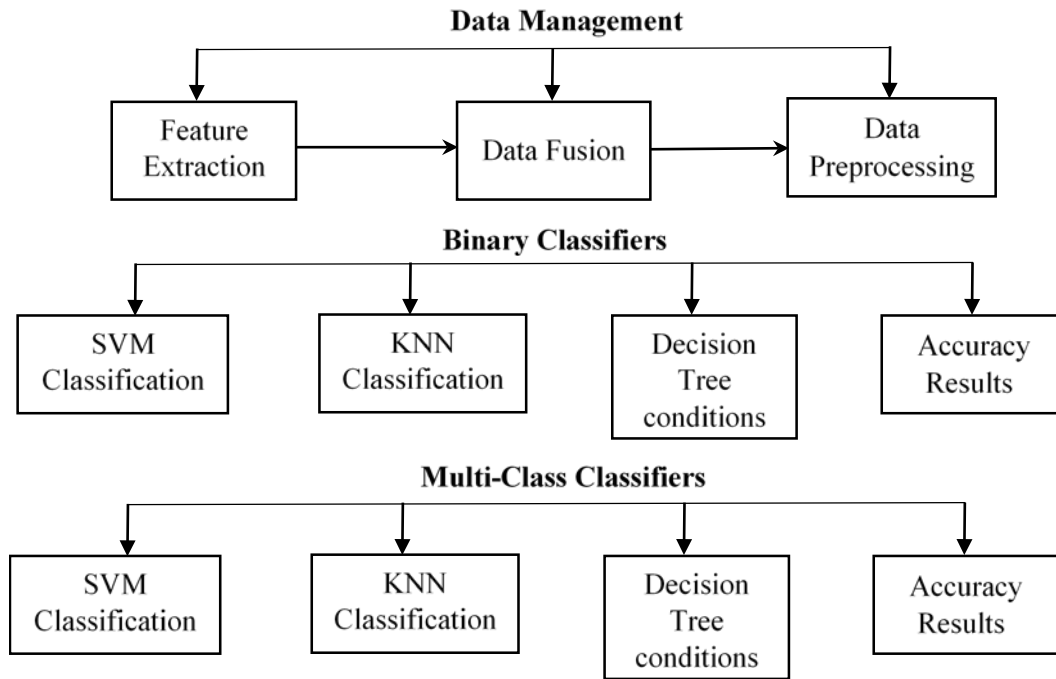 Data Management
Feature
Extraction
Data Fusion
Data
Preprocessing
Binary Classifiers
SVM
Classification
KNN
Classification
Decision
Tree
conditions
Accuracy
Results
Multi-Class Classifiers
SVM
Classification
KNN
Classification
Decision
Tree
conditions
Accuracy
Results